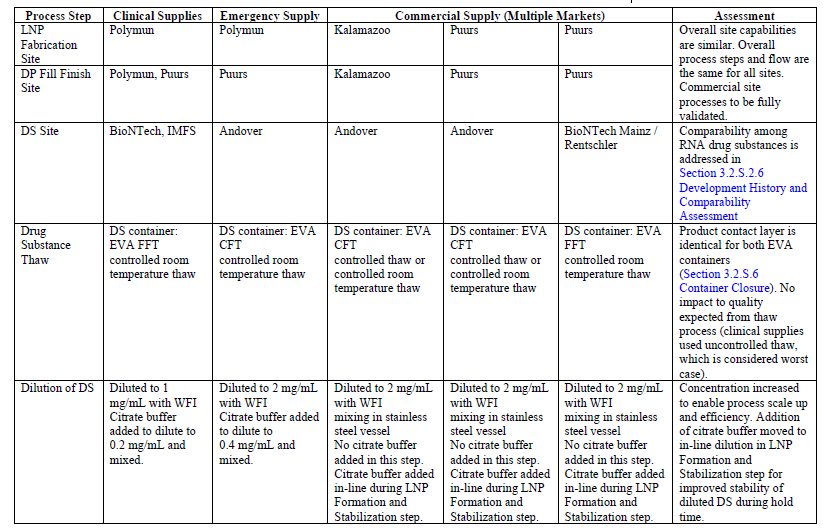 Process Step
Clinical Supplies
Emergency Supply
Commercial Supply (Multiple Markets)
Assessment
LNP
Fabrication
Site
Polymun
Polymun
Kalamazoo
Puurs
Puurs
Overall site capabilities
are similar. Overall
process steps and flow are
the same for all sites.
Commercial site
processes to be fully
validated.
DP Fill Finish
Site
Polymun, Puurs
Puurs
Kalamazoo
Puurs
Puurs
DS Site
BioNTech, IMFS
Andover
Andover
Andover
BioNTech Mainz /
Rentschler
Comparability among
RNA drug substances is
addressed in
Section 3.2.S.2.6
Development History and
Comparability
Assessment
Drug
Substance
Thaw
DS container:
EVA FFT
controlled room
temperature thaw
DS container: EVA
CFT
controlled room
temperature thaw
DS container: EVA
CFT
controlled thaw or
controlled room
temperature thaw
DS container: EVA
CFT
controlled thaw or
controlled room
temperature thaw
DS container: EVA
FFT
controlled room
temperature thaw
Product contact layer is
identical for both EVA
containers
(Section 3.2.S.6
Container Closure). No
impact to quality
expected from thaw
process (clinical supplies
used uncontrolled thaw,
which is considered worst
case).
Dilution of DS
Diluted to 1
mg/mL with WFI
Citrate buffer
added to dilute to
0.2 mg/mL and
mixed.
Diluted to 2 mg/mL
with WFI
Citrate buffer added
to dilute to
0.4 mg/mL and
mixed.
Diluted to 2 mg/mL
with WFI
mixing in stainless
steel vessel
No citrate buffer
added in this step.
Citrate buffer added
in-line during LNP
Formation and
Stabilization step.
Diluted to 2 mg/mL
with WFI
mixing in stainless
steel vessel
No citrate buffer
added in this step.
Citrate buffer added
in-line during LNP
Formation and
Stabilization step.
Diluted to 2 mg/mL
with WFI
mixing in stainless
steel vessel
No citrate buffer
added in this step.
Citrate buffer added
in-line during LNP
Formation and
Stabilization step.
Concentration increased
to enable process scale up
and efficiency. Addition
of citrate buffer moved to
in-line dilution in LNP
Formation and
Stabilization step for
improved stability of
diluted DS during hold
time.